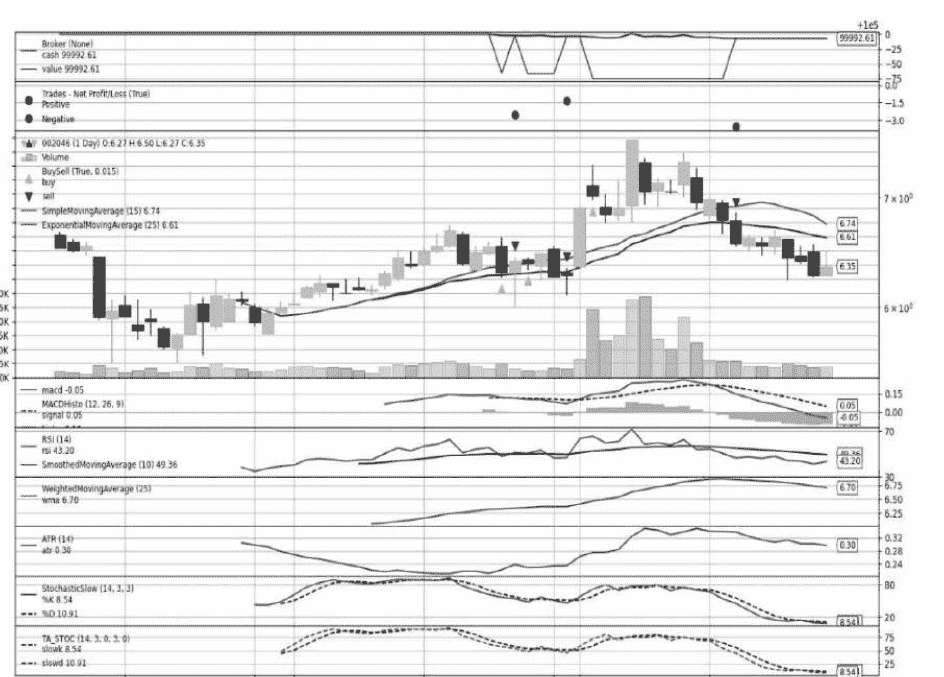 +1e5
Broker (None)
cash 99992.61
value 99992.61
99992.61
0
−25
−50
−75
Trades - Net Profit/Loss (True)
Positive
Negative
0.0
−1.5
−3.0
002046 (1 Day) O:6.27 H:6.50 L:6.27 C:6.35
Volume
BuySell (True, 0.015)
buy
sell
SimpleMovingAverage (15) 6.74
ExponentialMovingAverage (25) 6.61
7 × 10⁰
6.74
6.61
6.35
6 × 10⁰
macd -0.05
MACDHisto (12, 26, 9)
signal 0.05
0.15
0.05
0.00
-0.05
RSI (14)
rsi 43.20
SmoothedMovingAverage (10) 49.36
70
49.36
43.20
30
WeightedMovingAverage (25)
wma 6.70
6.75
6.70
6.50
6.25
ATR (14)
atr 0.30
0.32
0.30
0.28
0.24
StochasticSlow (14, 3, 3)
%K 8.54
%D 10.91
80
20
8.54
TA_STOC (14, 3, 0, 3, 0)
slowk 8.54
slowd 10.91
75
50
25
8.54